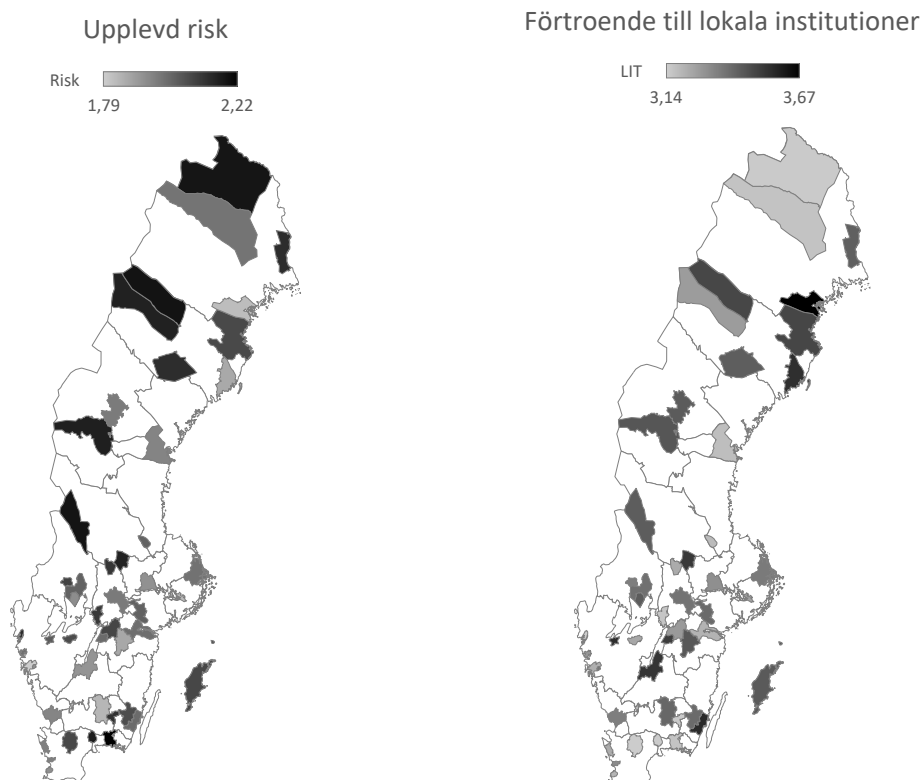 Upplevd risk
Risk
1,79
2,22
Förtroende till lokala institutioner
LIT
3,14
3,67